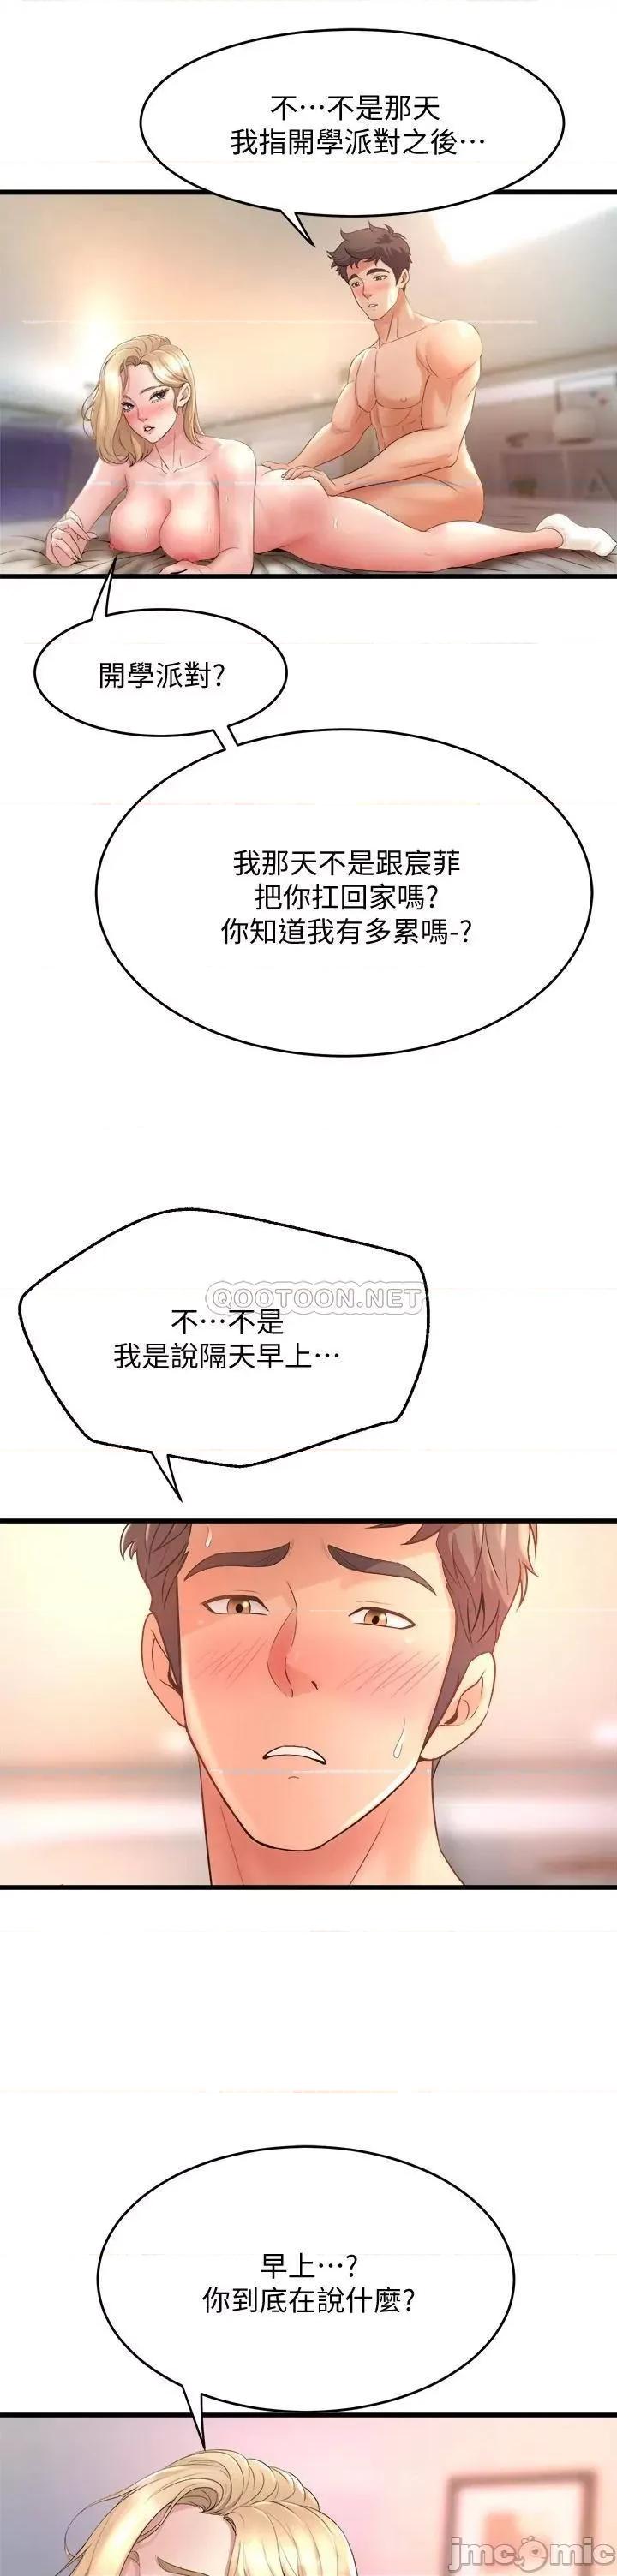 不⋯不是那天
我指開學派對之後⋯
開學派對?
我那天不是跟宸菲
把你扛回家嗎?
你知道我有多累嗎-?
QOOTOON.NET
不⋯不是
我是說隔天早上⋯
早上⋯?
你到底在說什麼?
jmcomic